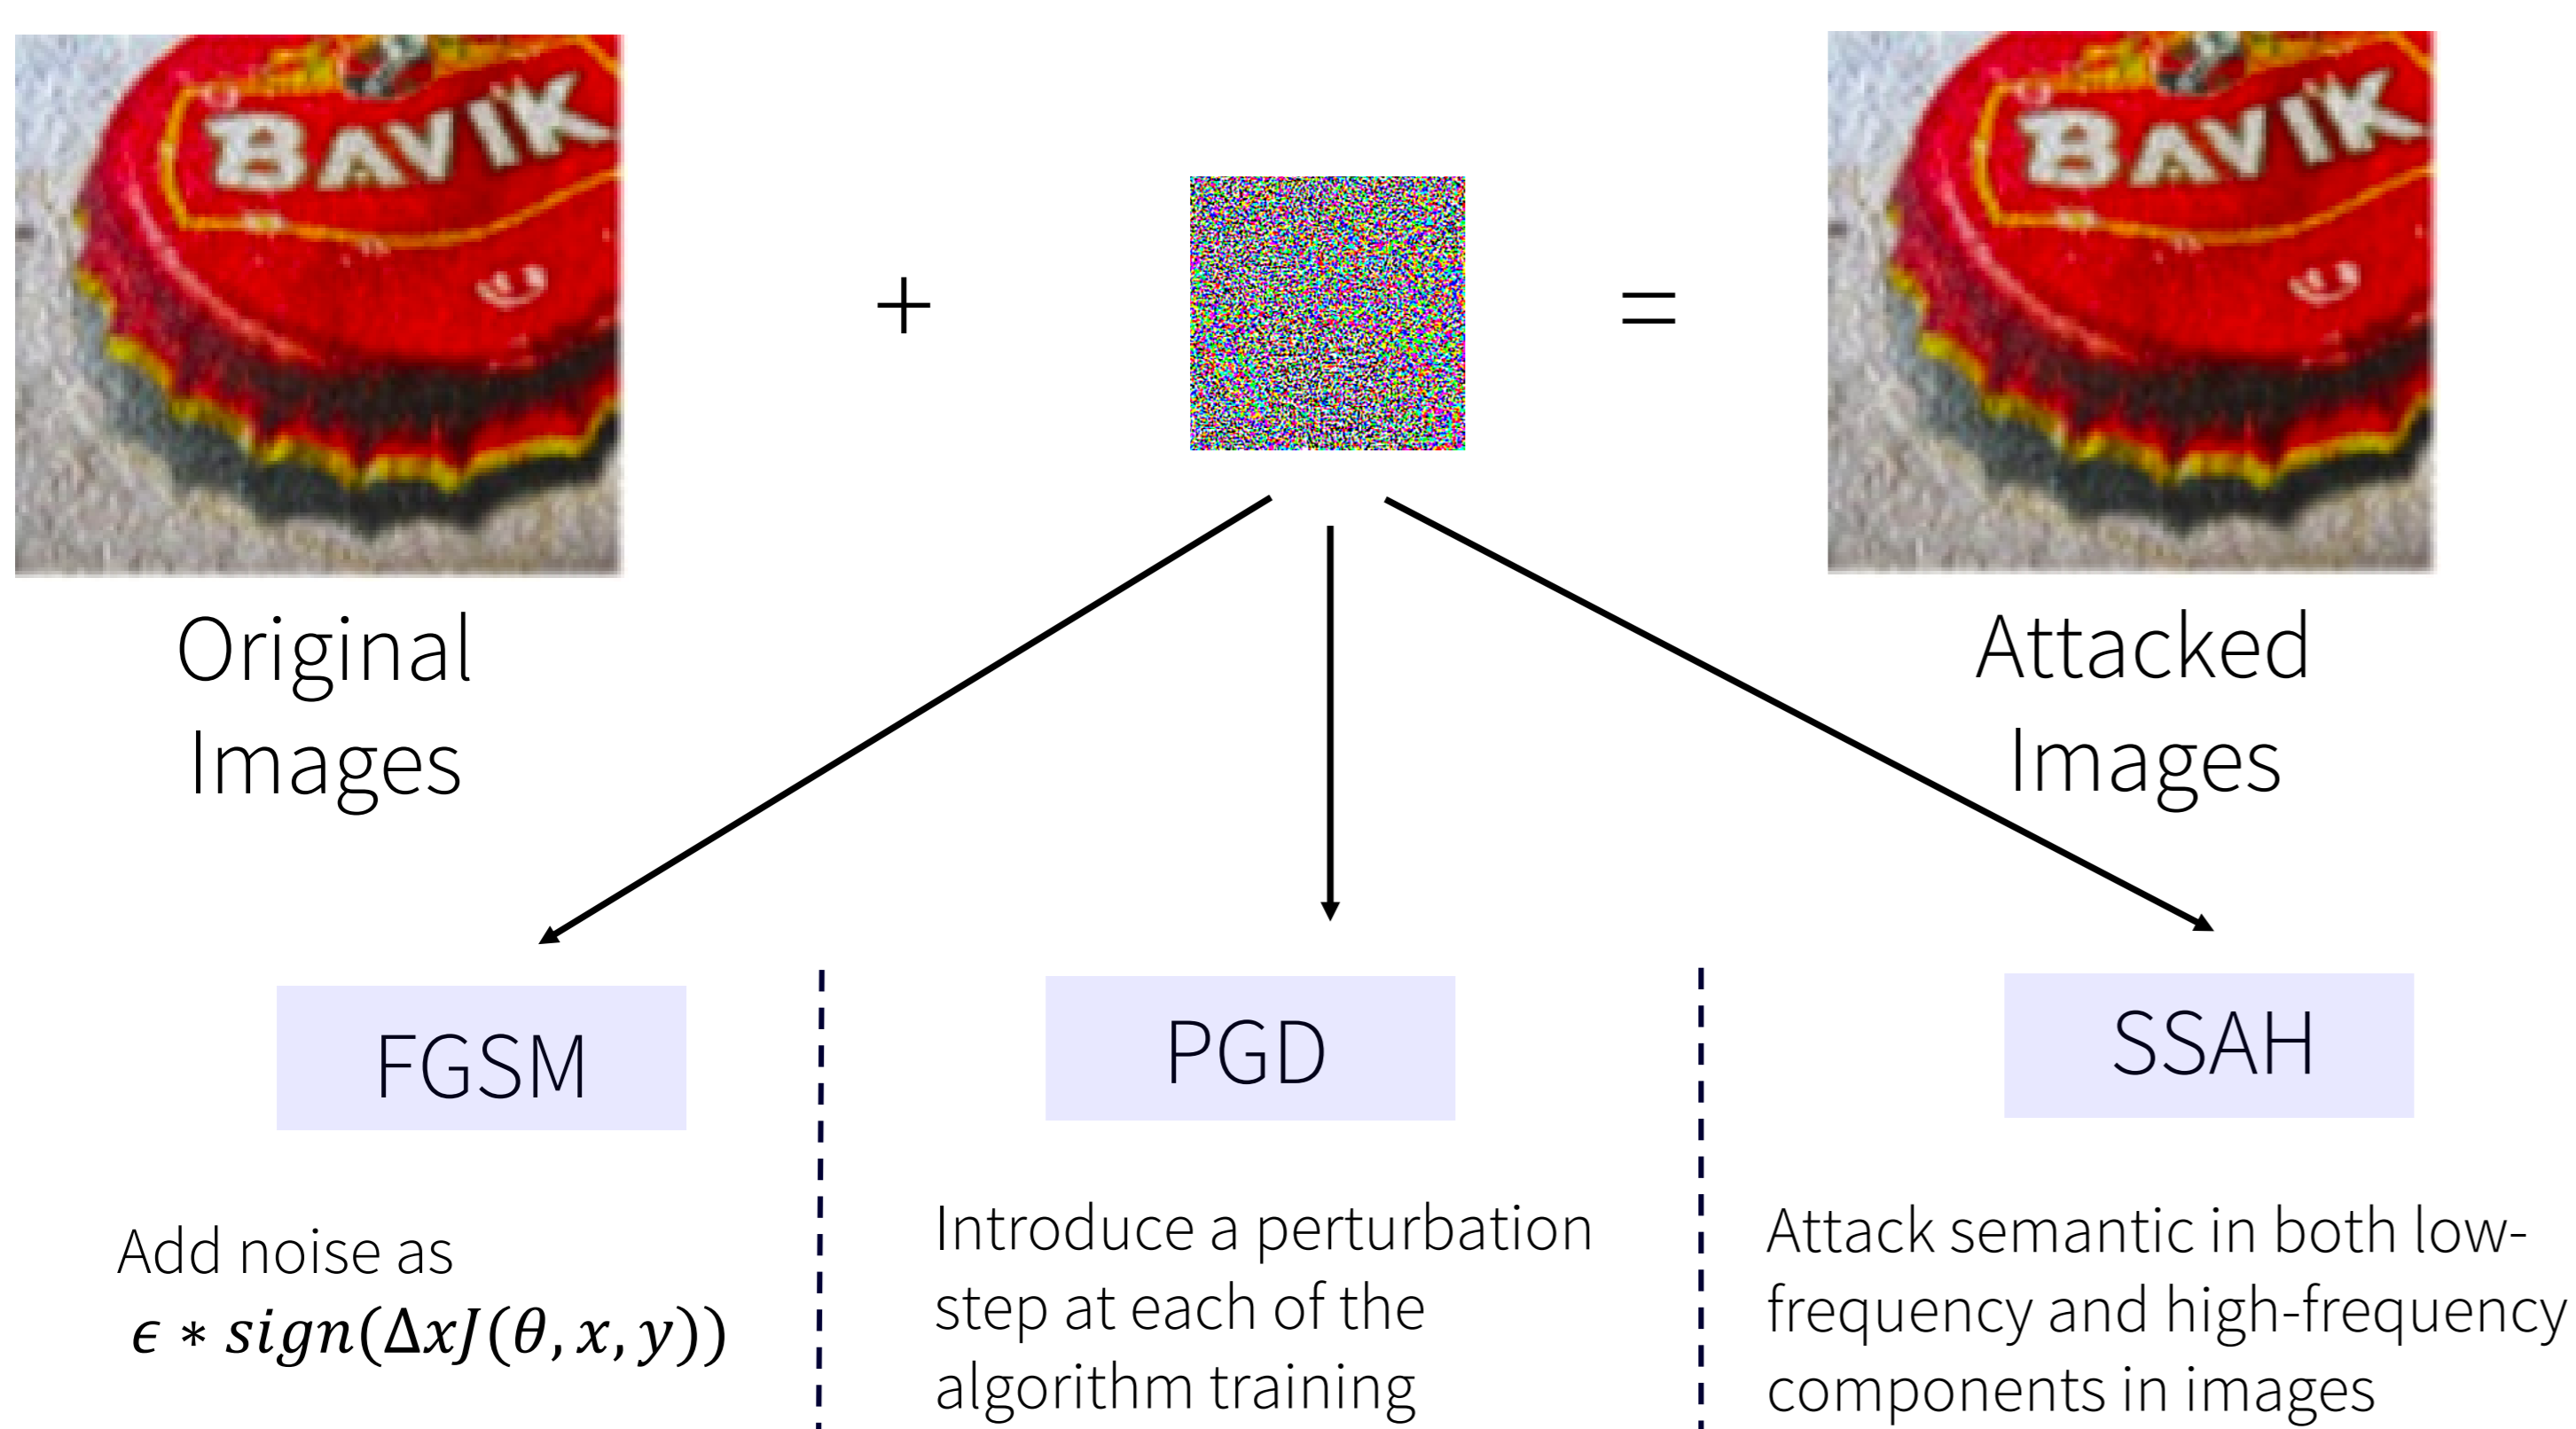 BAVIK
+
=
BAVIK
Original
Images
Attacked
Images
FGSM
PGD
SSAH
Add noise as
ϵ * sign(ΔxJ(θ, x, y))
Introduce a perturbation
step at each of the
algorithm training
Attack semantic in both low-
frequency and high-frequency
components in images